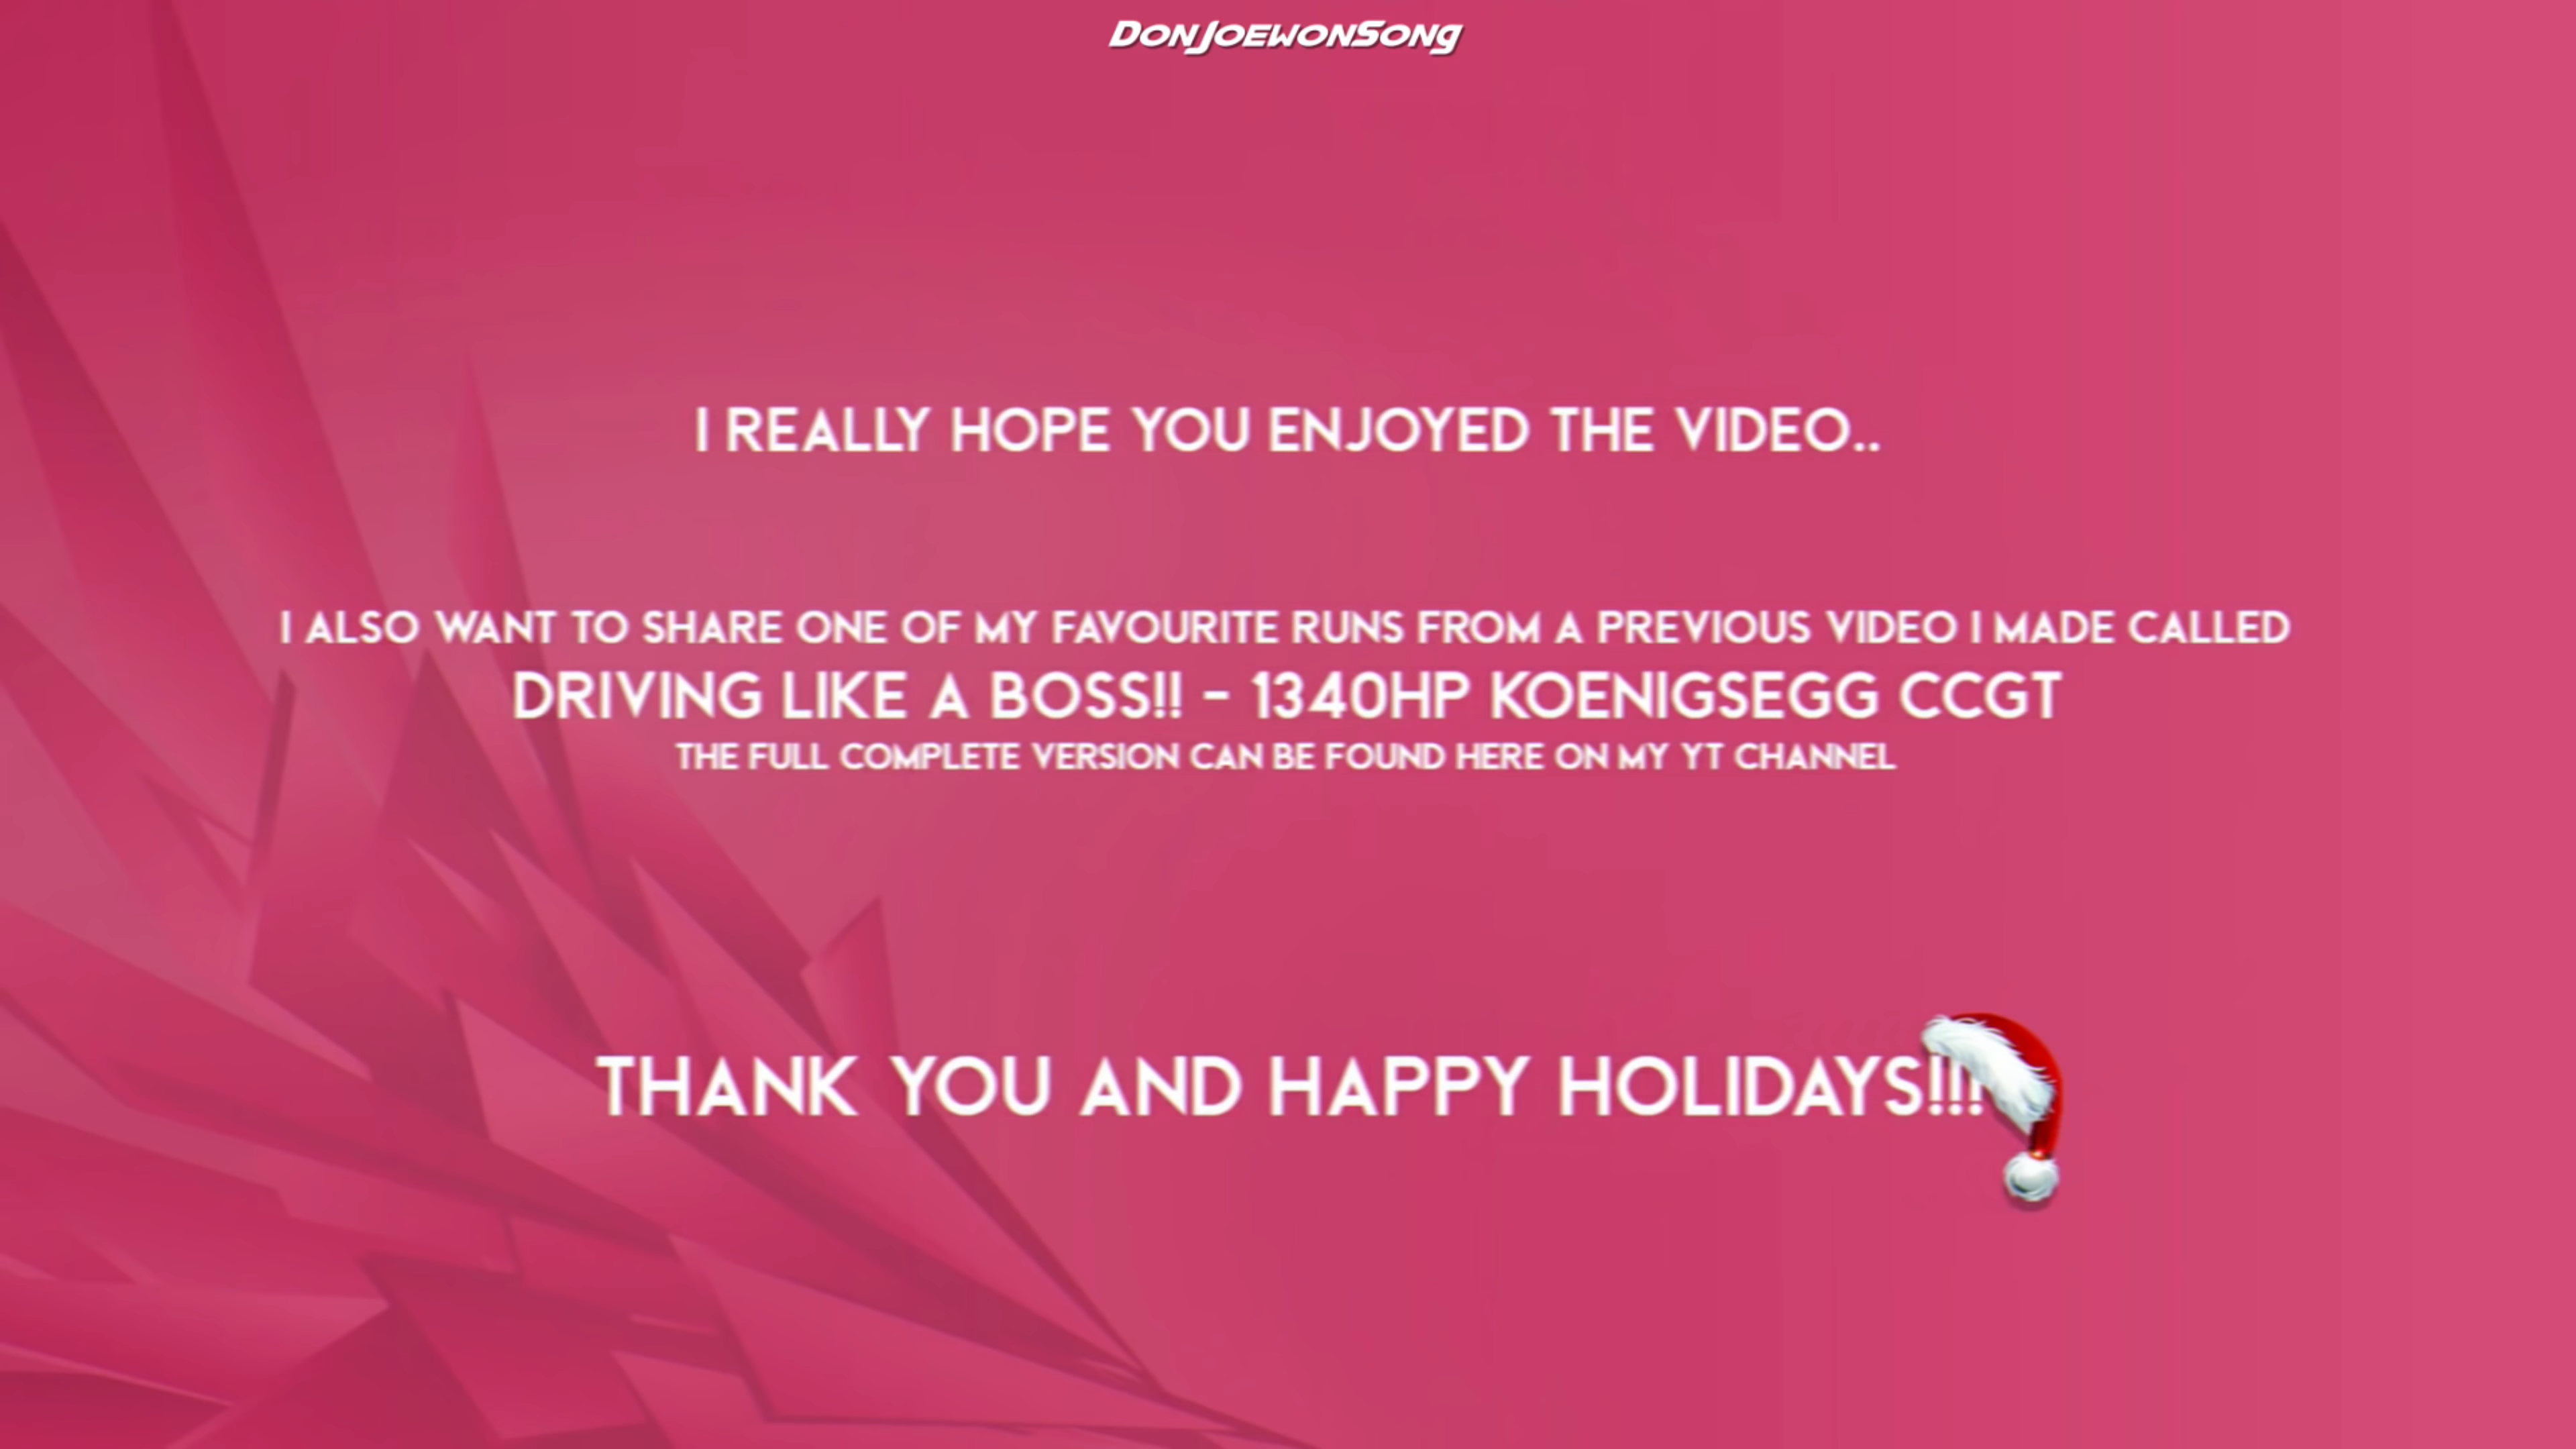 DonJoewonSong
I REALLY HOPE YOU ENJOYED THE VIDEO..
I ALSO WANT TO SHARE ONE OF MY FAVOURITE RUNS FROM A PREVIOUS VIDEO I MADE CALLED
DRIVING LIKE A BOSS!! - 1340HP KOENIGSEGG CCGT
THE FULL COMPLETE VERSION CAN BE FOUND HERE ON MY YT CHANNEL
THANK YOU AND HAPPY HOLIDAYS!!!